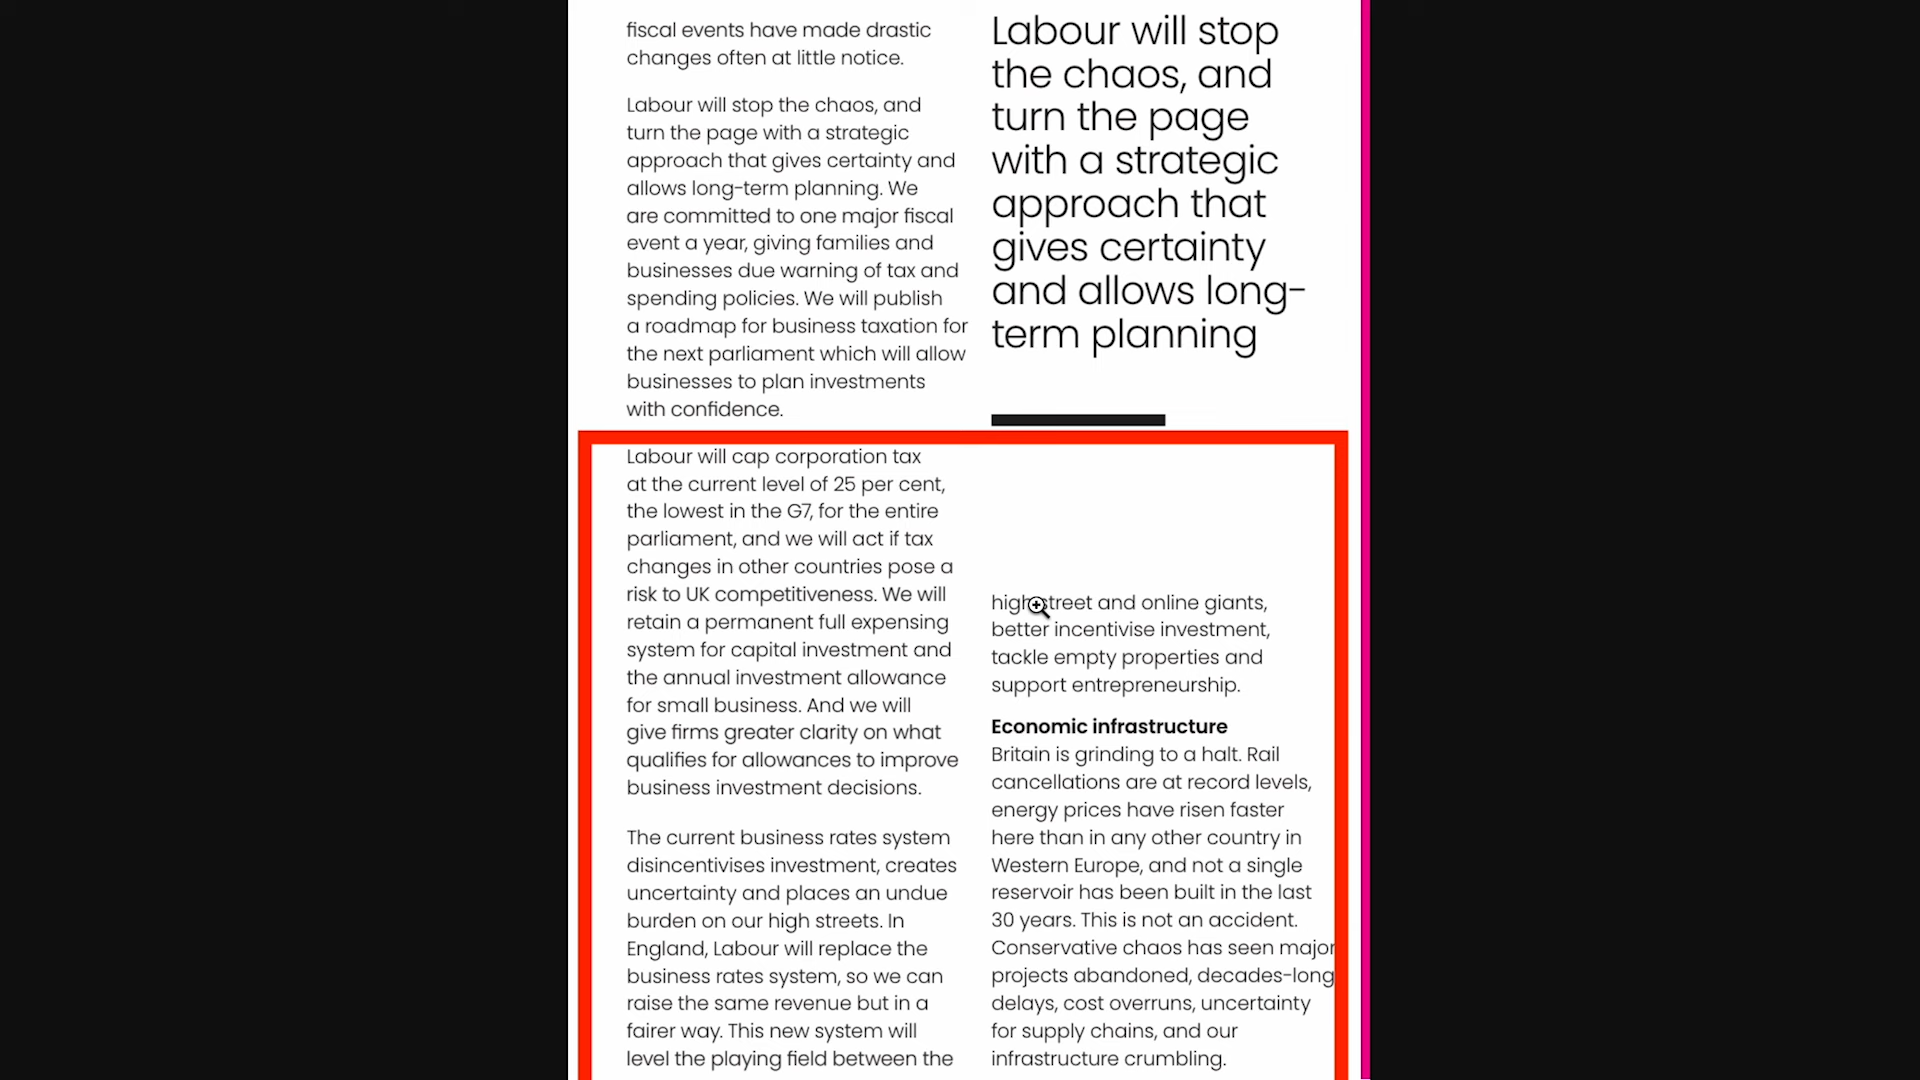 fiscal events have made drastic
changes often at little notice.
Labour will stop the chaos, and
turn the page with a strategic
approach that gives certainty and
allows long-term planning. We
are committed to one major fiscal
event a year, giving families and
businesses due warning of tax and
spending policies. We will publish
a roadmap for business taxation for
the next parliament which will allow
businesses to plan investments
with confidence.
Labour will cap corporation tax
at the current level of 25 per cent,
the lowest in the G7, for the entire
parliament, and we will act if tax
changes in other countries pose a
risk to UK competitiveness. We will
retain a permanent full expensing
system for capital investment and
the annual investment allowance
for small business. And we will
give firms greater clarity on what
qualifies for allowances to improve
business investment decisions.
The current business rates system
disincentivises investment, creates
uncertainty and places an undue
burden on our high streets. In
England, Labour will replace the
business rates system, so we can
raise the same revenue but in a
fairer way. This new system will
level the playing field between the
Labour will stop
the chaos, and
turn the page
with a strategic
approach that
gives certainty
and allows long-
term planning
high street and online giants,
better incentivise investment,
tackle empty properties and
support entrepreneurship.
Economic infrastructure
Britain is grinding to a halt. Rail
cancellations are at record levels,
energy prices have risen faster
here than in any other country in
Western Europe, and not a single
reservoir has been built in the last
30 years. This is not an accident.
Conservative chaos has seen major
projects abandoned, decades-long
delays, cost overruns, uncertainty
for supply chains, and our
infrastructure crumbling.